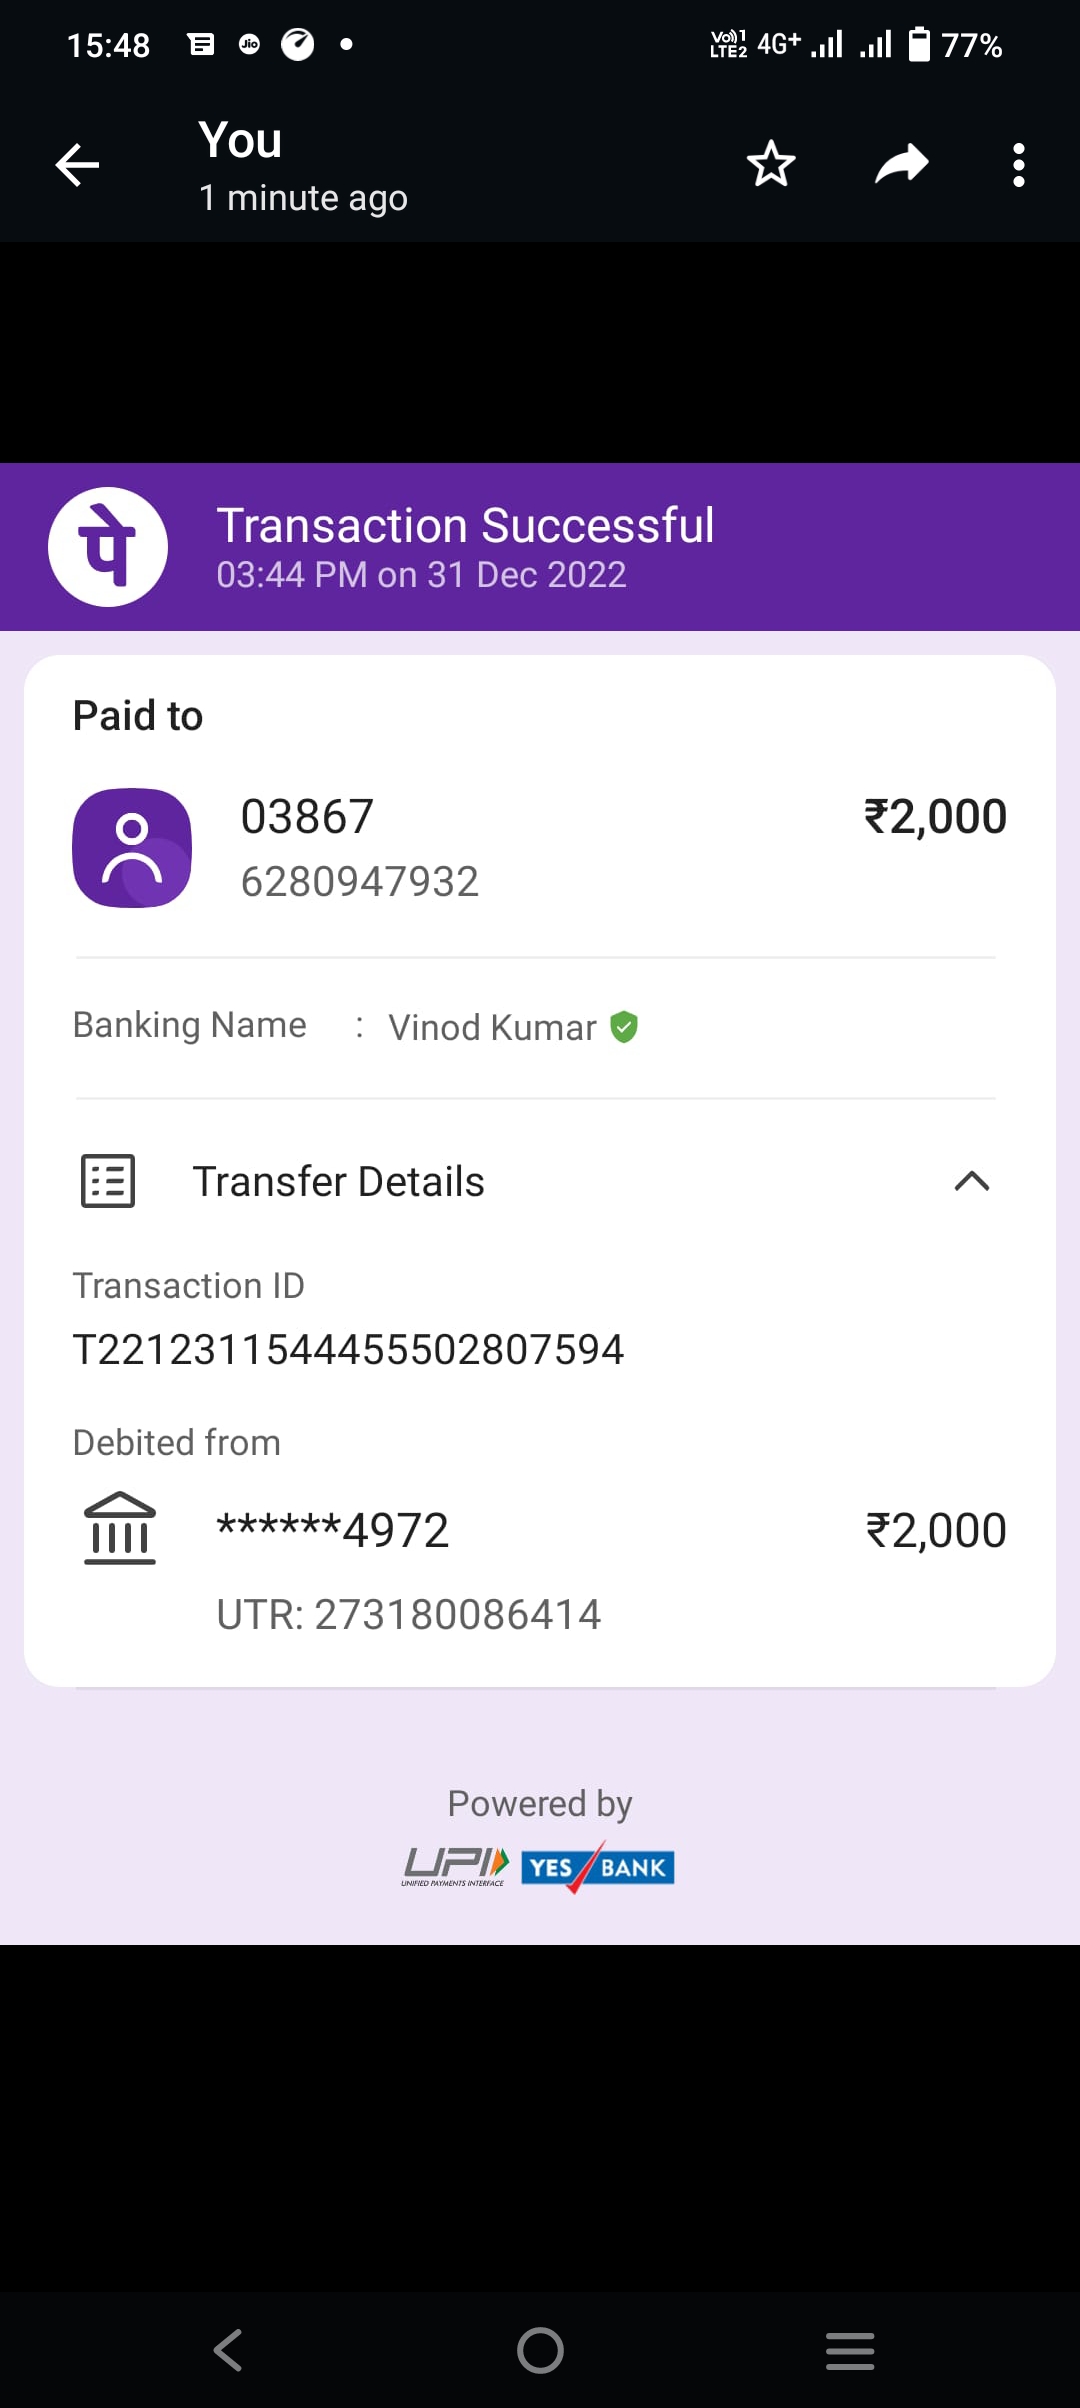 15:48
Jio
Vo)) 1
LTE2
4G+
77%
You
1 minute ago
पे
Transaction Successful
03:44 PM on 31 Dec 2022
Paid to
03867
₹2,000
6280947932
Banking Name : Vinod Kumar
Transfer Details
Transaction ID
T2212311544455502807594
Debited from
******4972
₹2,000
UTR: 273180086414
Powered by
UPI
UNIFIED PAYMENTS INTERFACE
YES BANK